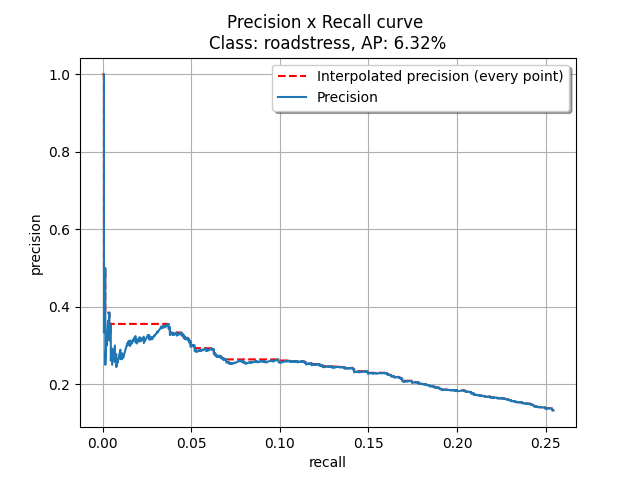 Precision x Recall curve
Class: roadstress, AP: 6.32%
Interpolated precision (every point)
Precision
precision
1.0
0.8
0.6
0.4
0.2
0.00 0.05 0.10 0.15 0.20 0.25
recall